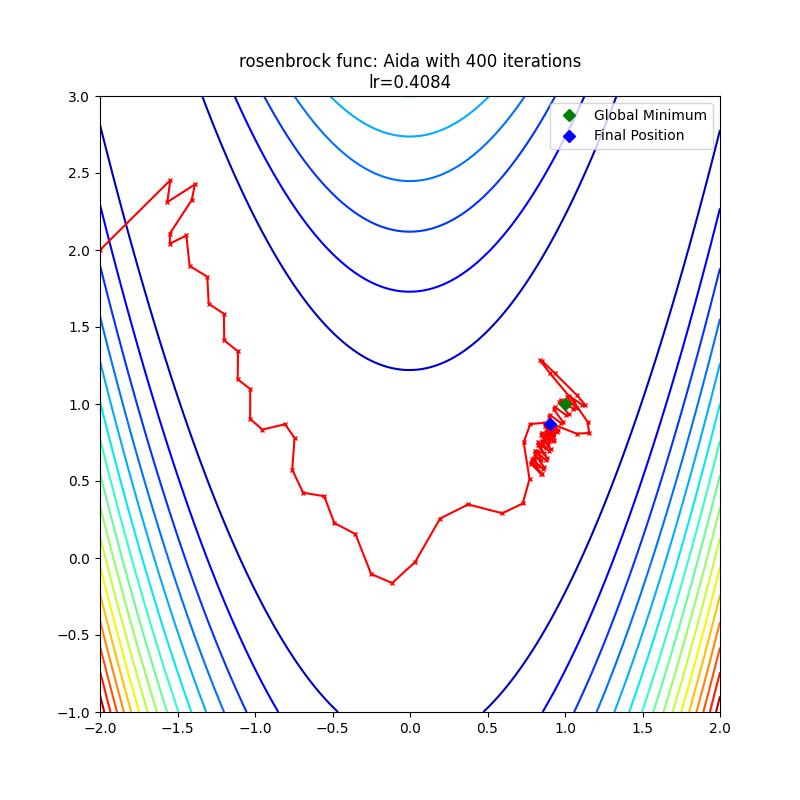 rosenbrock func: Aida with 400 iterations
lr=0.4084
Global Minimum
Final Position
3.0
2.5
2.0
1.5
1.0
0.5
0.0
−0.5
−1.0
−2.0 −1.5 −1.0 −0.5 0.0 0.5 1.0 1.5 2.0